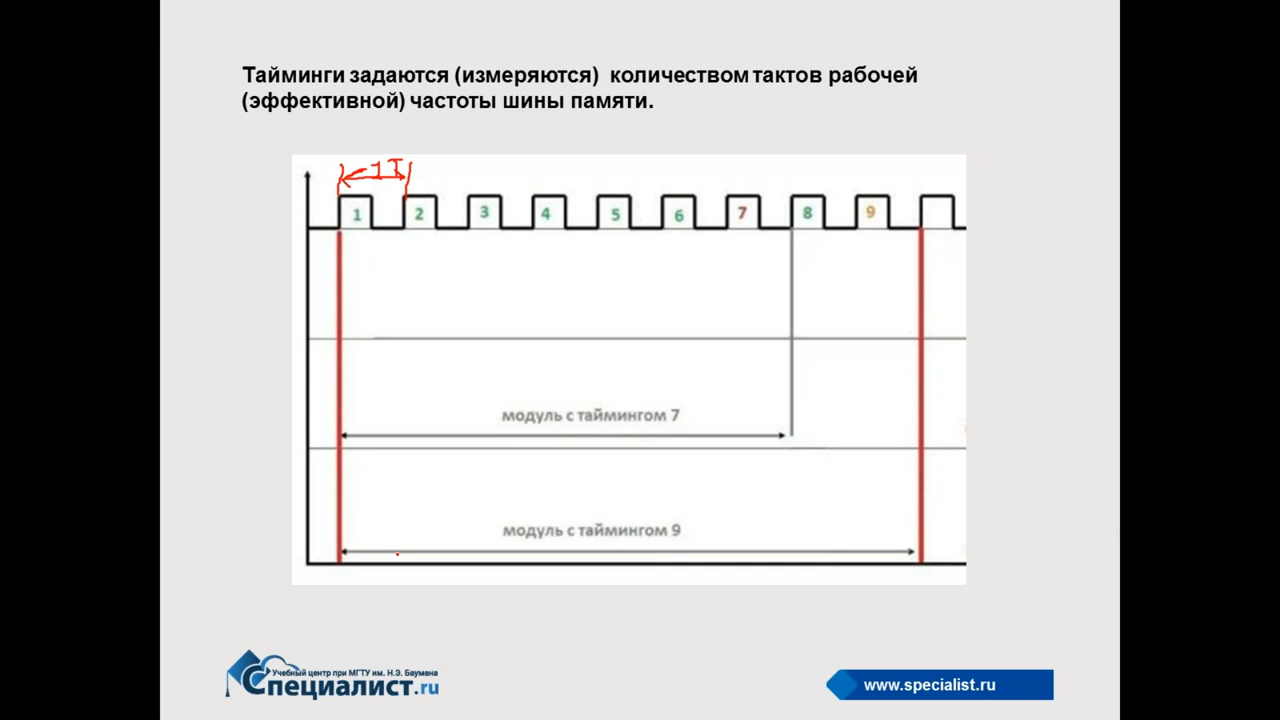 Тайминги задаются (измеряются) количеством тактов рабочей
(эффективной) частоты шины памяти.
1T
1 2 3 4 5 6 7 8 9
модуль с таймингом 7
модуль с таймингом 9
Учебный центр при МГТУ им. Н.Э. Баумана
Специалист.ru
www.specialist.ru